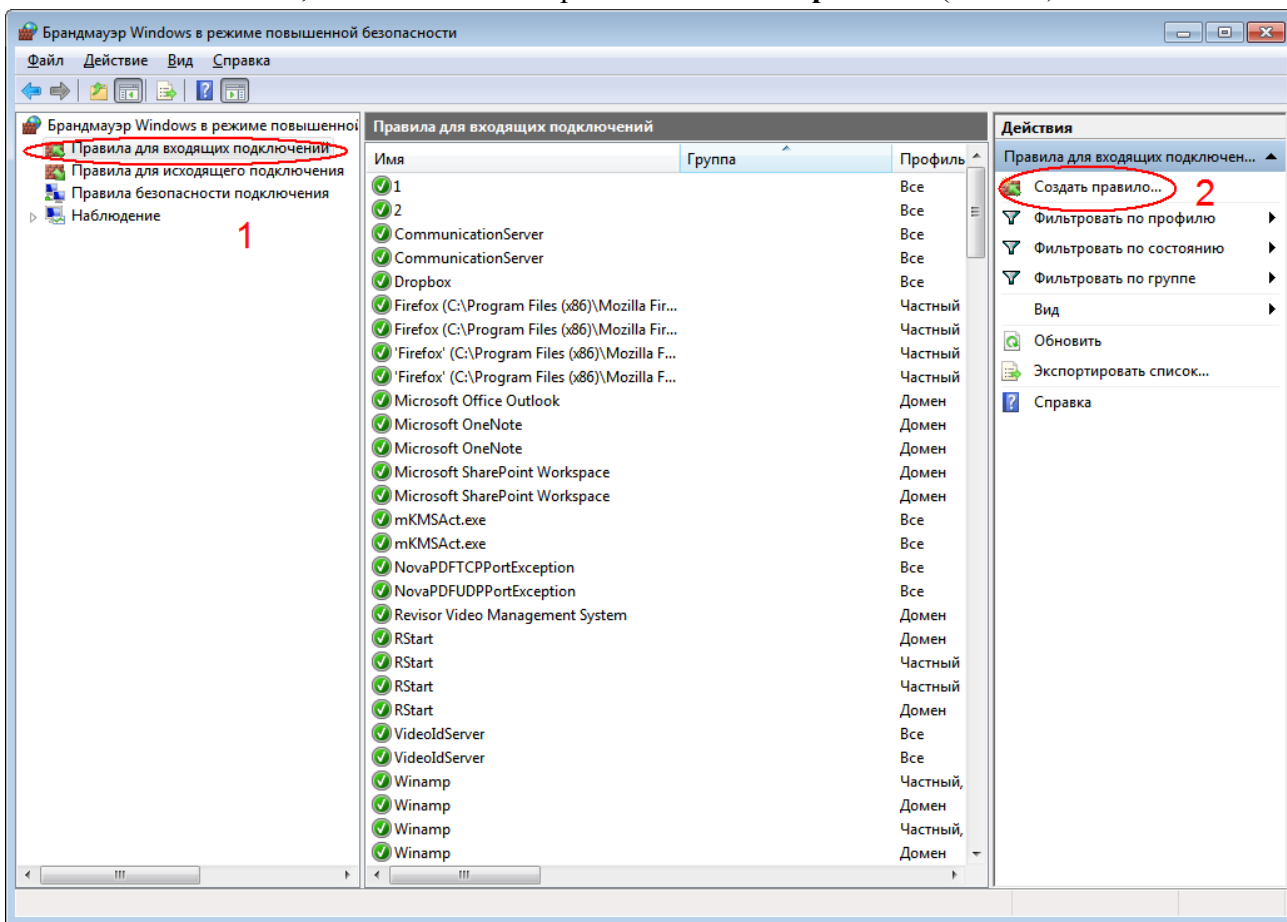 Брандмауэр Windows в режиме повышенной безопасности
Файл Действие Вид Справка
Брандмауэр Windows в режиме повышенной
Правила для входящих подключений
Правила для исходящего подключения
Правила безопасности подключения
Наблюдение
1
Правила для входящих подключений
Имя Группа Профиль
1 Все
2 Все
CommunicationServer Все
CommunicationServer Все
Dropbox Все
Firefox (C:\Program Files (x86)\Mozilla Fir... Частный
Firefox (C:\Program Files (x86)\Mozilla Fir... Частный
'Firefox' (C:\Program Files (x86)\Mozilla F... Частный
'Firefox' (C:\Program Files (x86)\Mozilla F... Частный
Microsoft Office Outlook Домен
Microsoft OneNote Домен
Microsoft OneNote Домен
Microsoft SharePoint Workspace Домен
Microsoft SharePoint Workspace Домен
mKMSAct.exe Все
mKMSAct.exe Все
NovaPDFTCPPortException Все
NovaPDFUDPPortException Все
Revisor Video Management System Домен
RStart Домен
RStart Частный
RStart Частный
RStart Домен
VideoIdServer Все
VideoIdServer Все
Winamp Частный,
Winamp Домен
Winamp Частный,
Winamp Домен
Действия
Правила для входящих подключен...
Создать правило...
2
Фильтровать по профилю
Фильтровать по состоянию
Фильтровать по группе
Вид
Обновить
Экспортировать список...
Справка